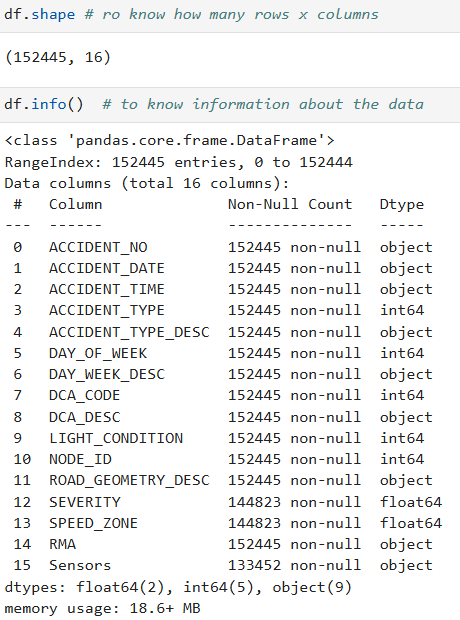 df.shape # ro know how many rows x columns
(152445, 16)
df.info()  # to know information about the data
<class 'pandas.core.frame.DataFrame'>
RangeIndex: 152445 entries, 0 to 152444
Data columns (total 16 columns):
 #   Column              Non-Null Count   Dtype
---  ------              --------------   -----
 0   ACCIDENT_NO         152445 non-null  object
 1   ACCIDENT_DATE       152445 non-null  object
 2   ACCIDENT_TIME       152445 non-null  object
 3   ACCIDENT_TYPE       152445 non-null  int64
 4   ACCIDENT_TYPE_DESC  152445 non-null  object
 5   DAY_OF_WEEK         152445 non-null  int64
 6   DAY_WEEK_DESC       152445 non-null  object
 7   DCA_CODE            152445 non-null  int64
 8   DCA_DESC            152445 non-null  object
 9   LIGHT_CONDITION     152445 non-null  int64
 10  NODE_ID             152445 non-null  int64
 11  ROAD_GEOMETRY_DESC  152445 non-null  object
 12  SEVERITY            144823 non-null  float64
 13  SPEED_ZONE          144823 non-null  float64
 14  RMA                 152445 non-null  object
 15  Sensors             133452 non-null  object
dtypes: float64(2), int64(5), object(9)
memory usage: 18.6+ MB